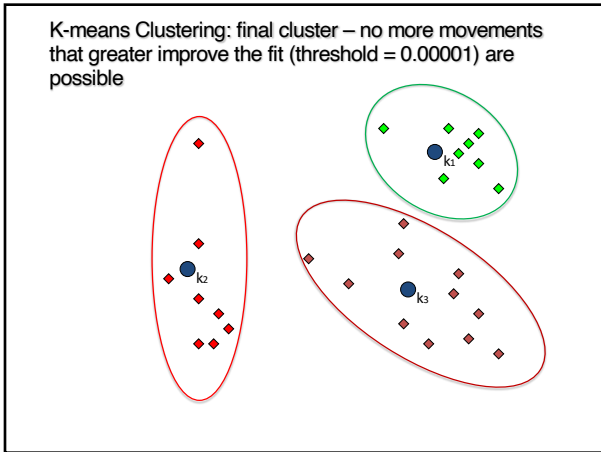 K-means Clustering: final cluster – no more movements
that greater improve the fit (threshold = 0.00001) are
possible
k1
k2
k3